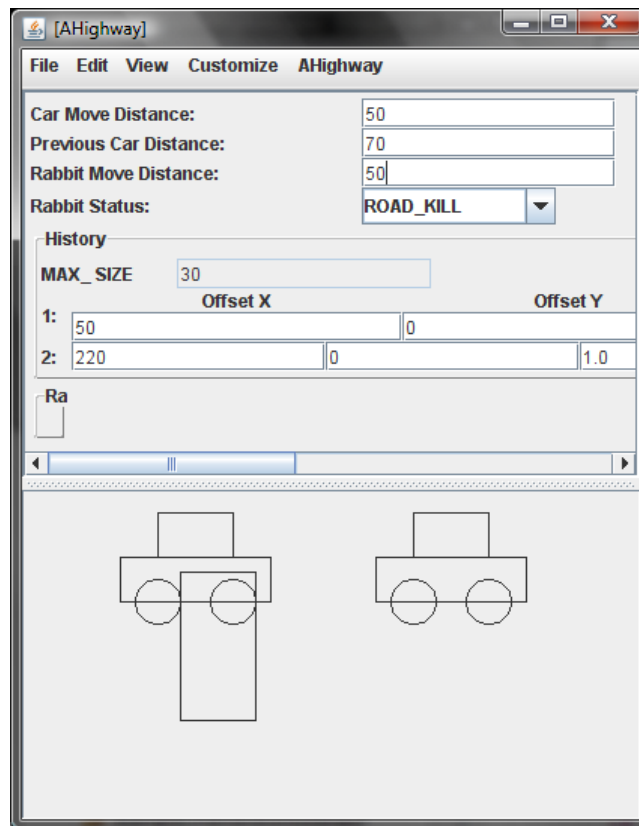 [AHighway]
File Edit View Customize AHighway
Car Move Distance: 50
Previous Car Distance: 70
Rabbit Move Distance: 50
Rabbit Status: ROAD_KILL
History
MAX_ SIZE 30
Offset X Offset Y
1: 50 0
2: 220 0 1.0
Ra